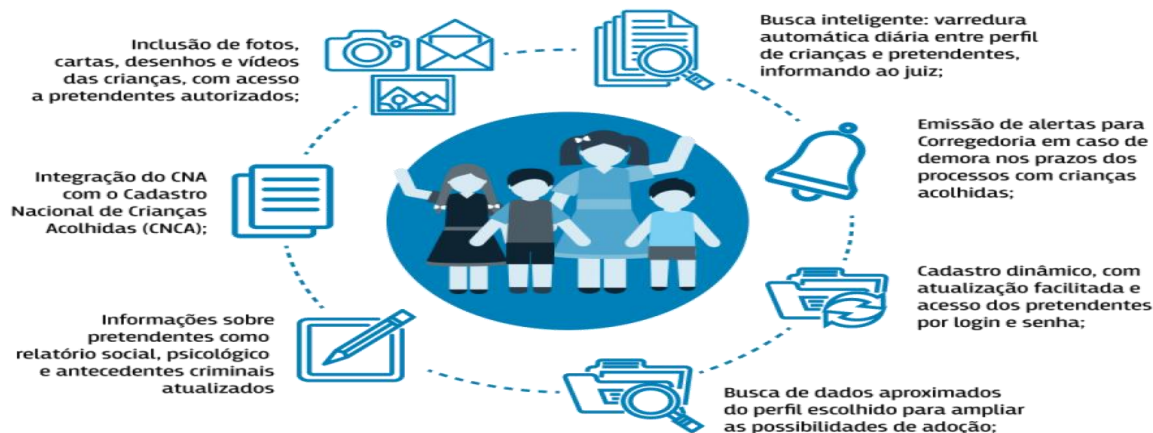 Inclusão de fotos,
cartas, desenhos e vídeos
das crianças, com acesso
a pretendentes autorizados;
Busca inteligente: varredura
automática diária entre perfil
de crianças e pretendentes,
informando ao juiz;
Emissão de alertas para
Corregedoria em caso de
demora nos prazos dos
processos com crianças
acolhidas;
Integração do CNA
com o Cadastro
Nacional de Crianças
Acolhidas (CNCA);
Cadastro dinâmico, com
atualização facilitada e
acesso dos pretendentes
por login e senha;
Informações sobre
pretendentes como
relatório social, psicológico
e antecedentes criminais
atualizados
Busca de dados aproximados
do perfil escolhido para ampliar
as possibilidades de adoção;